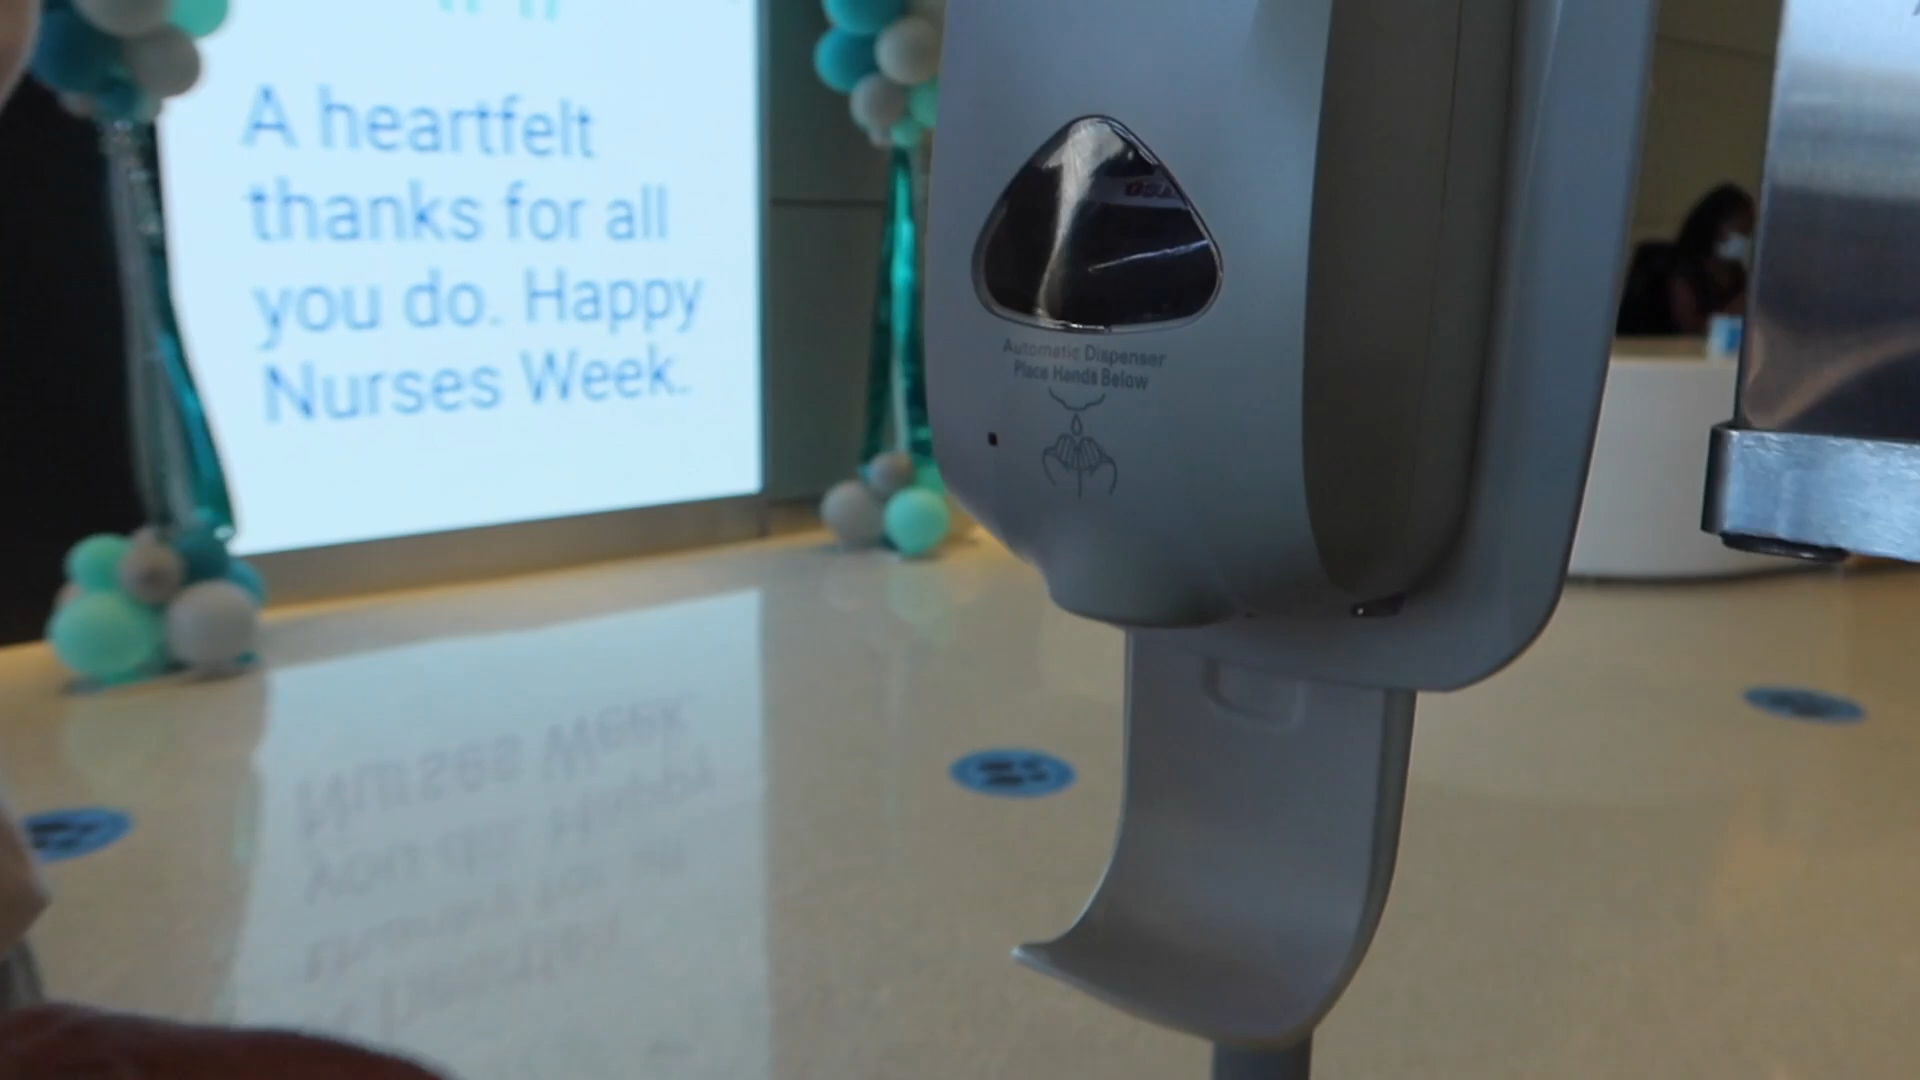 A heartfelt
thanks for all
you do. Happy
Nurses Week.
Automatic Dispenser
Place Hands Below